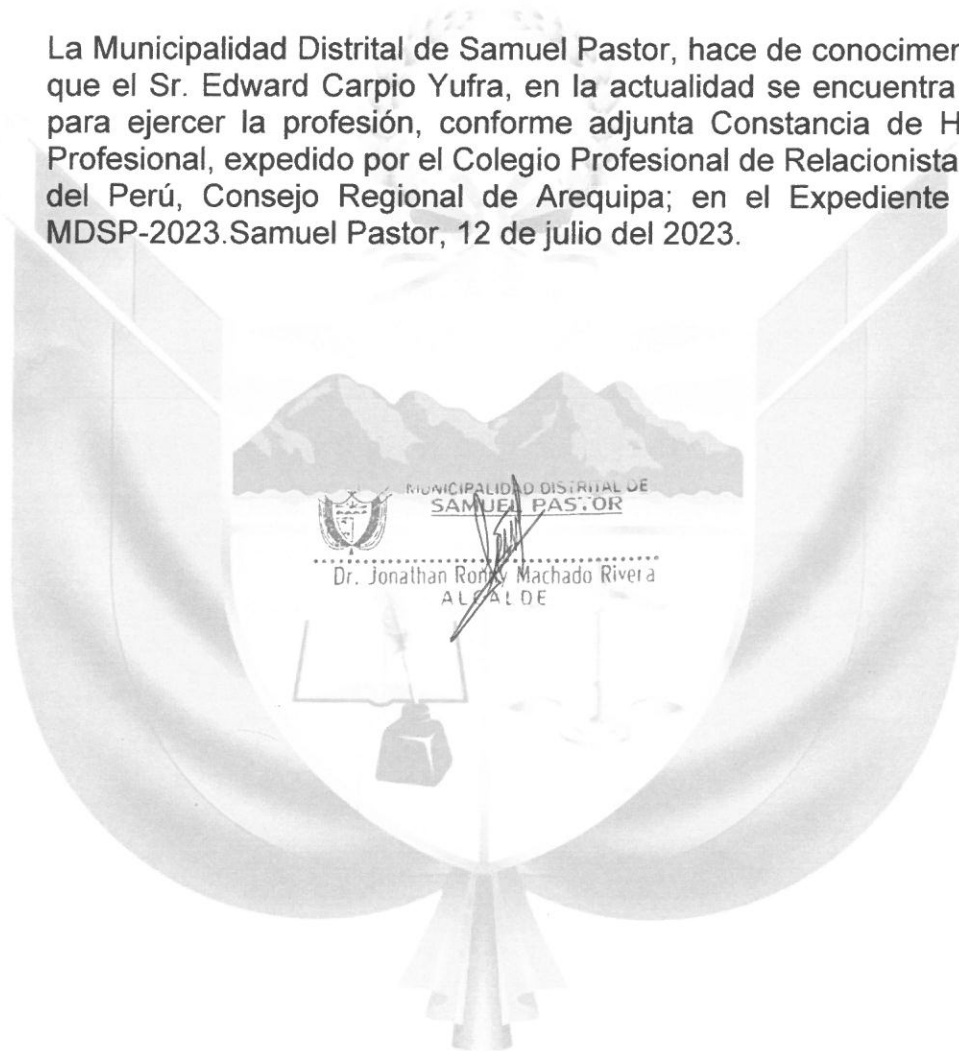 La Municipalidad Distrital de Samuel Pastor, hace de conocimer
que el Sr. Edward Carpio Yufra, en la actualidad se encuentra
para ejercer la profesión, conforme adjunta Constancia de H
Profesional, expedido por el Colegio Profesional de Relacionista
del Perú, Consejo Regional de Arequipa; en el Expediente
MDSP-2023.Samuel Pastor, 12 de julio del 2023.
MUNICIPALIDAD DISTRITAL DE
SAMUEL PASTOR
Dr. Jonathan Ronny Machado Rivera
ALCALDE